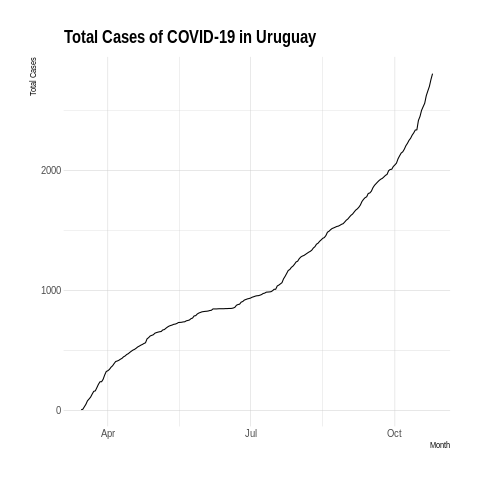 Total Cases of COVID-19 in Uruguay
Total Cases
2000
1000
0
Apr Jul Oct
Month